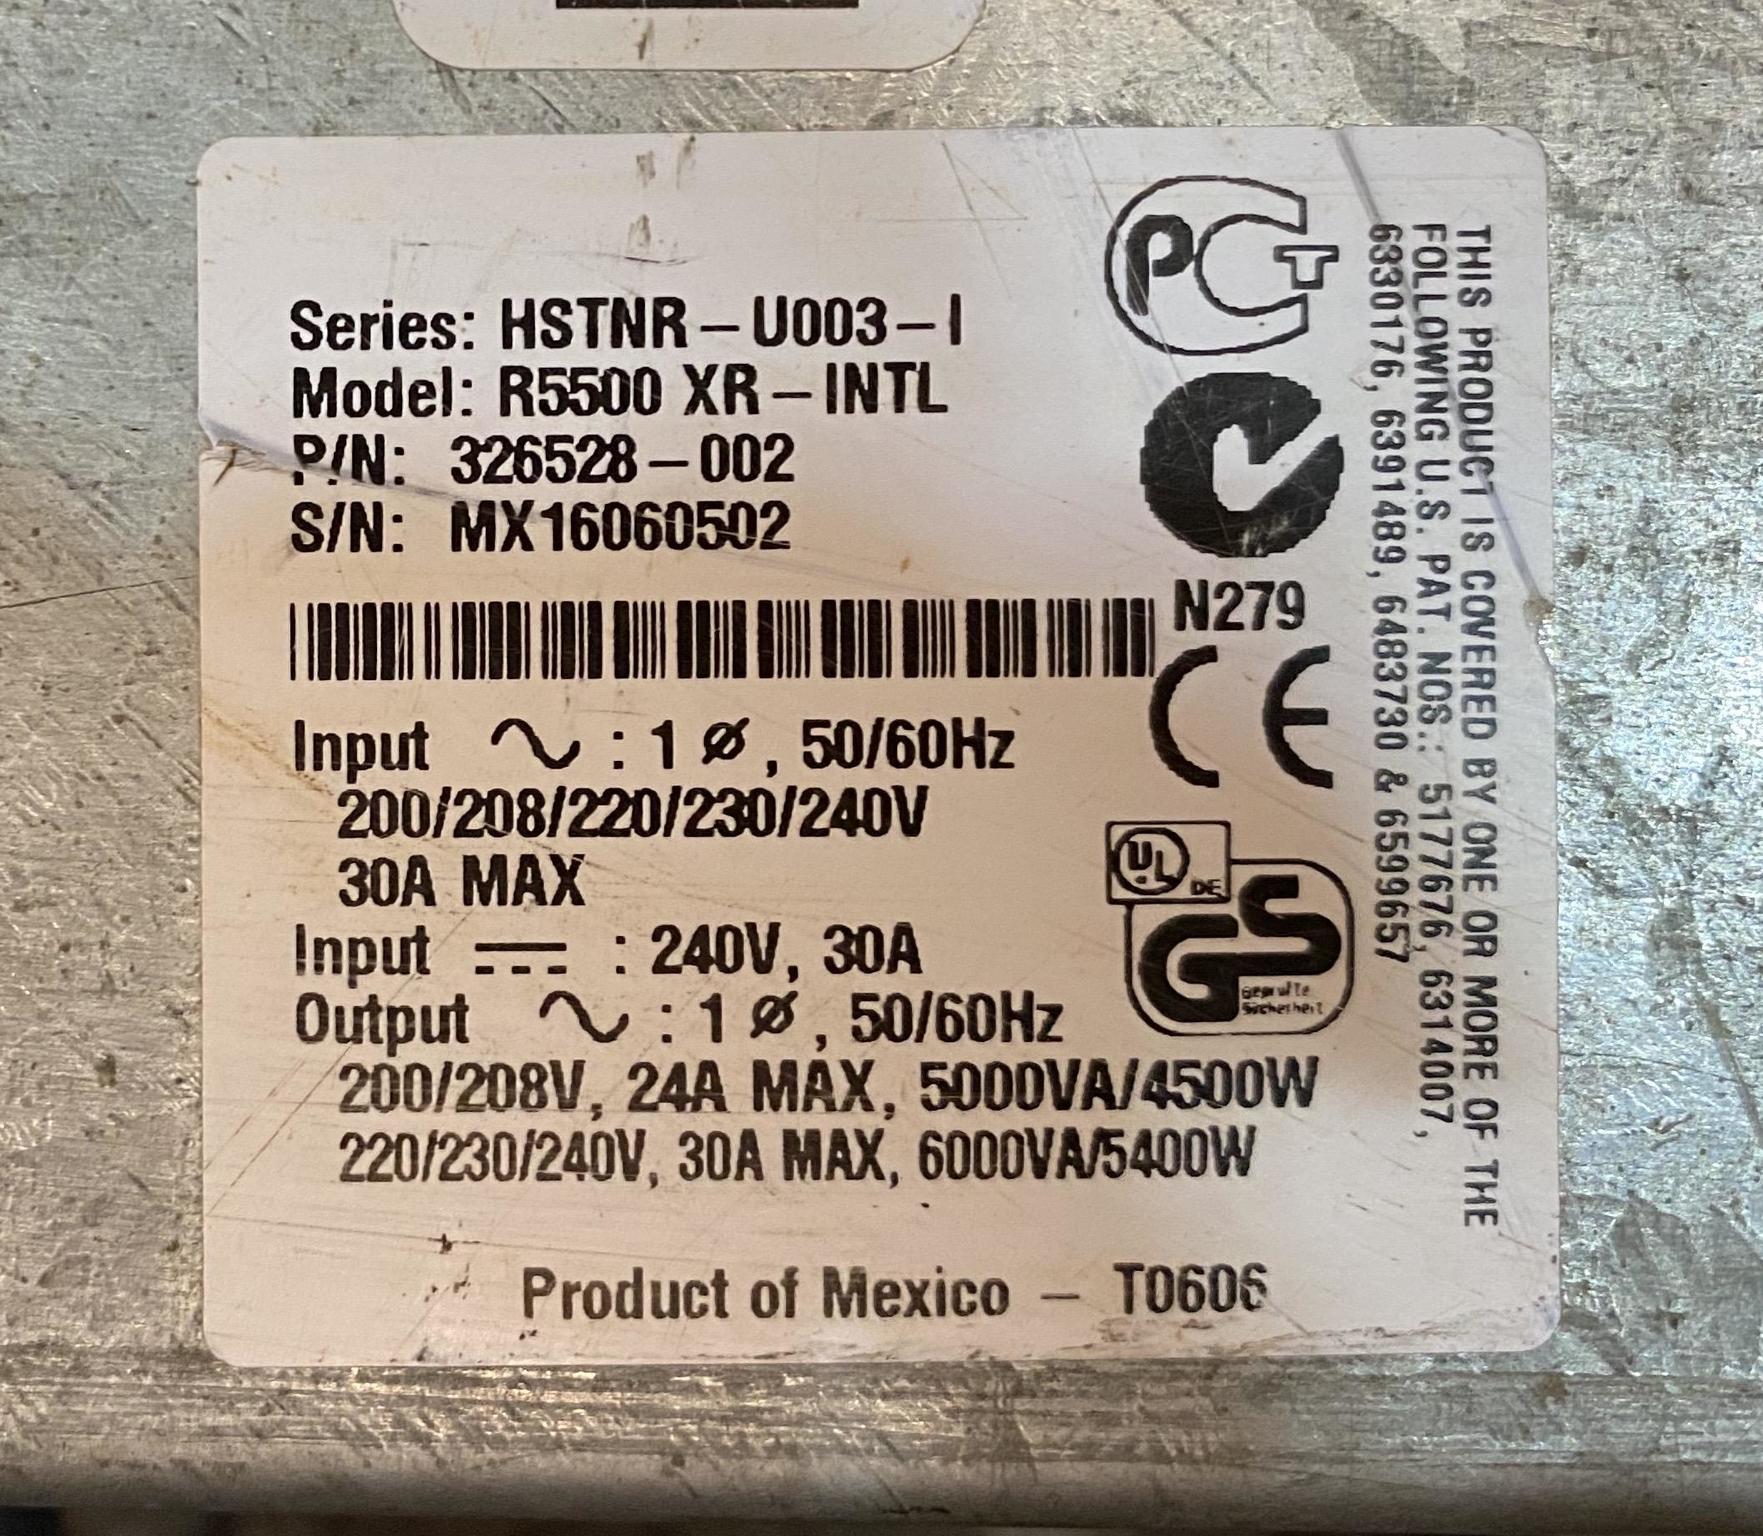 Series: HSTNR-U003-I
Model: R5500 XR-INTL
P/N: 326528-002
S/N: MX16060502
Input ∿ : 1 ø, 50/60Hz
200/208/220/230/240V
30A MAX
Input ⎓ : 240V, 30A
Output ∿ : 1 ø, 50/60Hz
200/208V, 24A MAX, 5000VA/4500W
220/230/240V, 30A MAX, 6000VA/5400W
Product of Mexico - T0606
PCT
N279
CE
UL
DE
GS
Geprufte
Sicherheit
THIS PRODUCT IS COVERED BY ONE OR MORE OF THE
FOLLOWING U.S. PAT. NOS.: 5177676, 6314007,
6330176, 6391489, 6483730 & 6599657